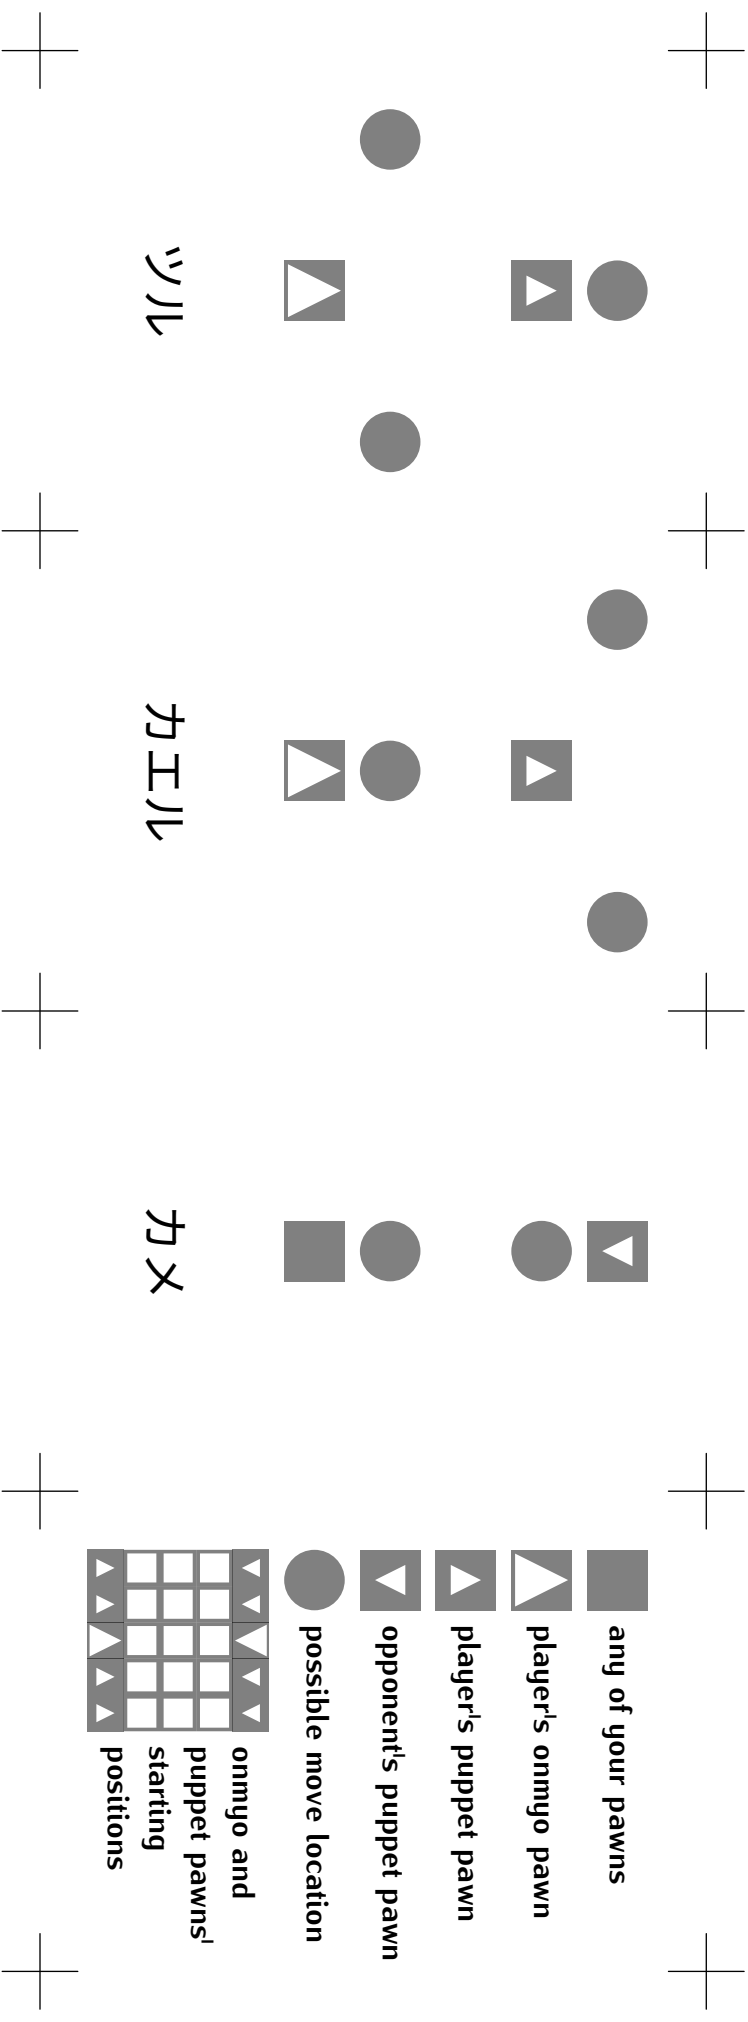 ツル
カエル
カメ
any of your pawns
player's onmyo pawn
player's puppet pawn
opponent's puppet pawn
possible move location
onmyo and
puppet pawns'
starting
positions